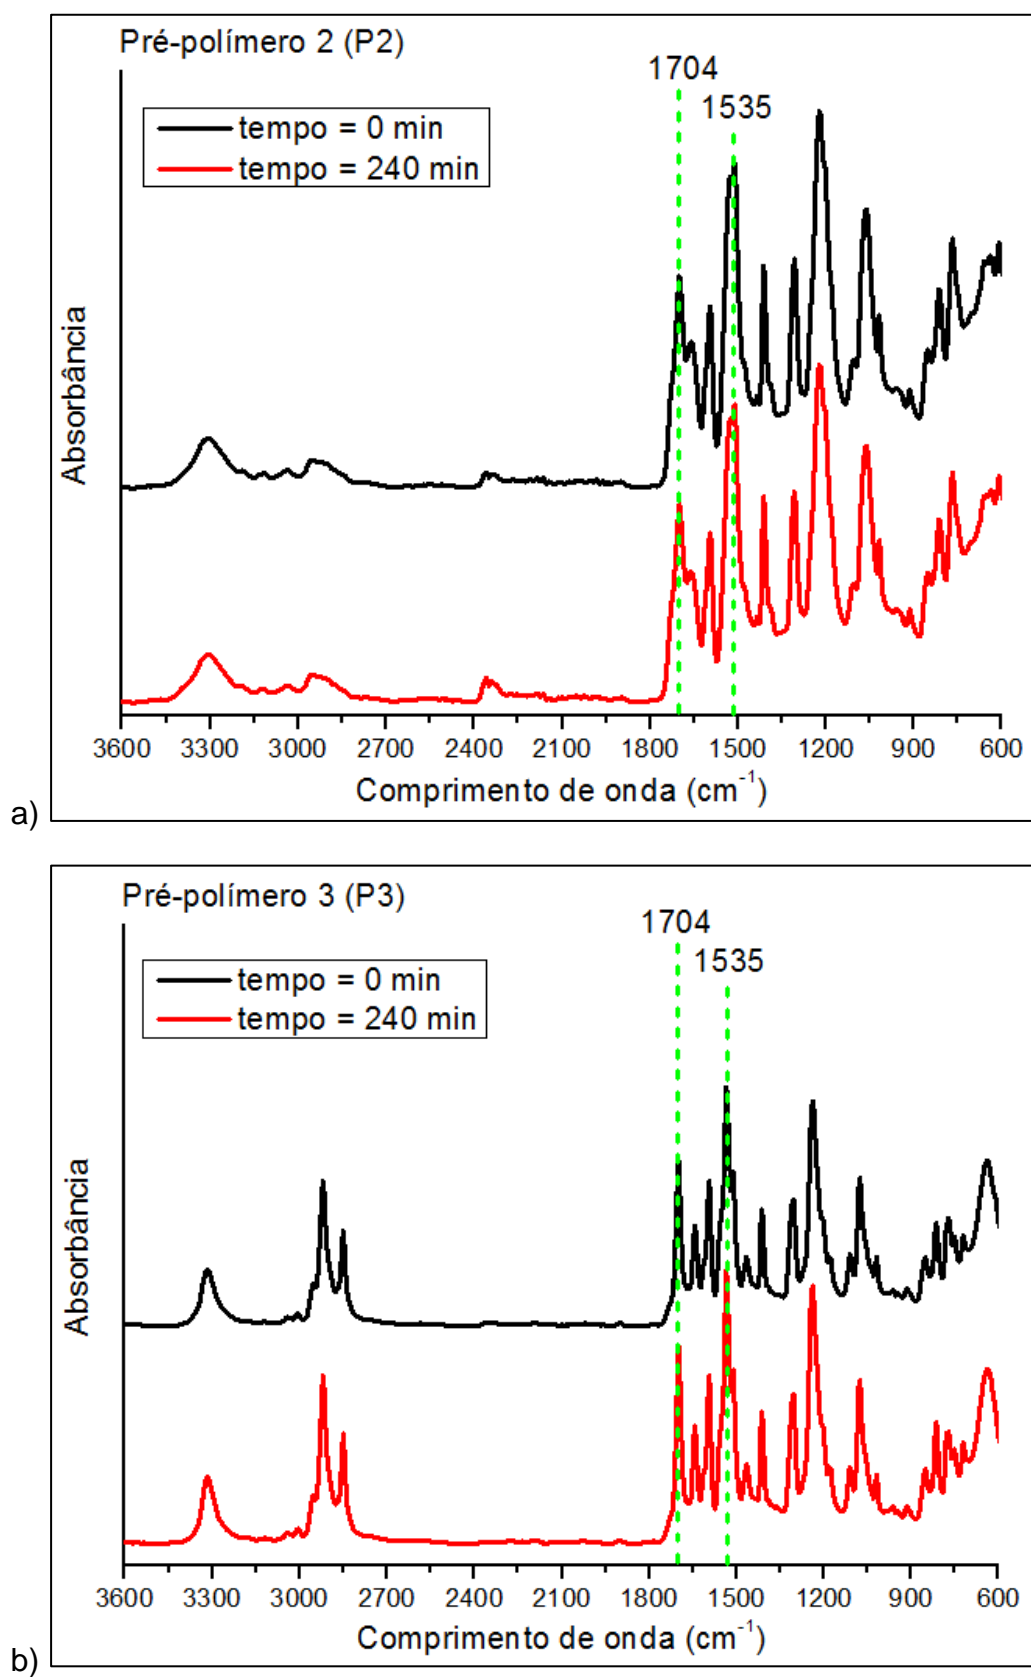 Pré-polímero 2 (P2)
1704
1535
tempo = 0 min
tempo = 240 min
Absorbância
3600 3300 3000 2700 2400 2100 1800 1500 1200 900 600
Comprimento de onda (cm⁻¹)
a)
Pré-polímero 3 (P3)
1704
1535
tempo = 0 min
tempo = 240 min
Absorbância
3600 3300 3000 2700 2400 2100 1800 1500 1200 900 600
Comprimento de onda (cm⁻¹)
b)